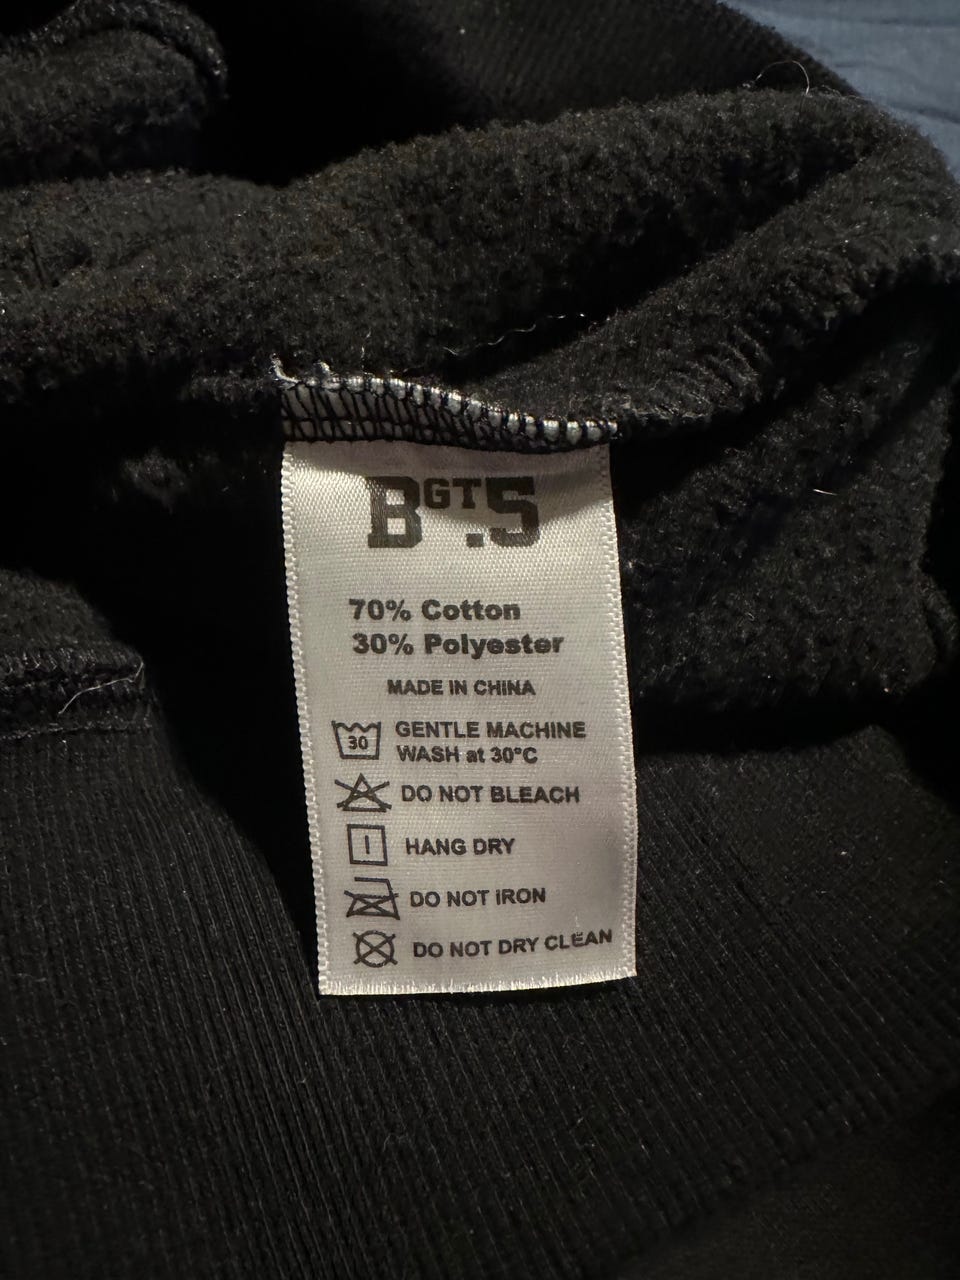 BGT.5
70% Cotton
30% Polyester
MADE IN CHINA
30
GENTLE MACHINE
WASH at 30°C
DO NOT BLEACH
HANG DRY
DO NOT IRON
DO NOT DRY CLEAN